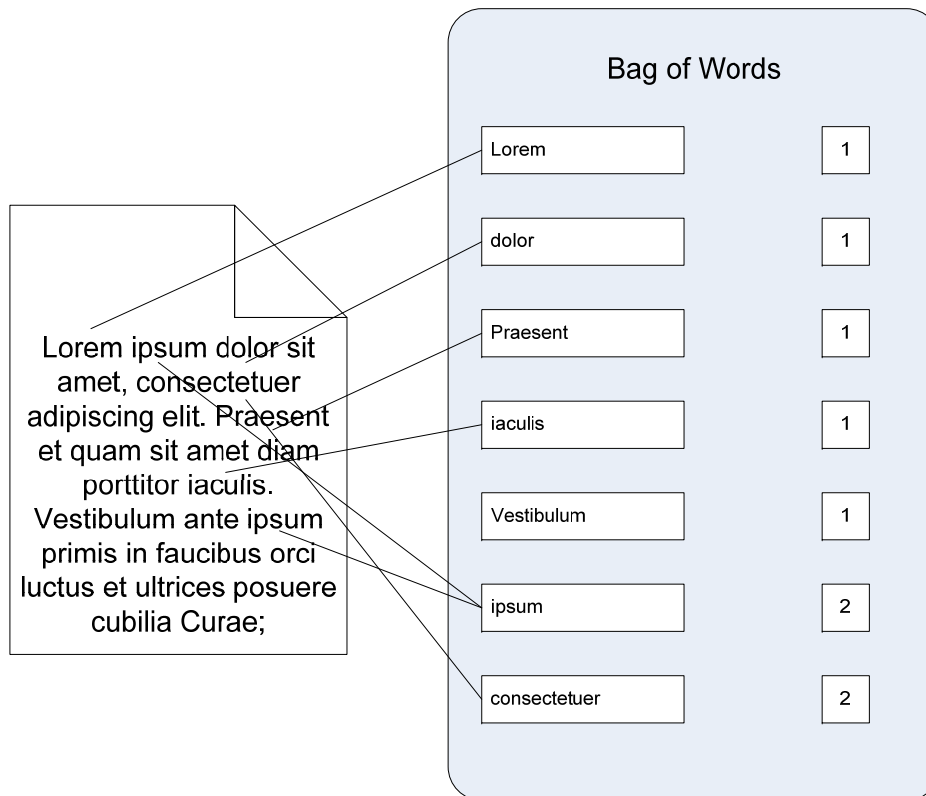 Bag of Words
Lorem 1
dolor 1
Praesent 1
iaculis 1
Vestibulum 1
ipsum 2
consectetuer 2
Lorem ipsum dolor sit
amet, consectetuer
adipiscing elit. Praesent
et quam sit amet diam
porttitor iaculis.
Vestibulum ante ipsum
primis in faucibus orci
luctus et ultrices posuere
cubilia Curae;